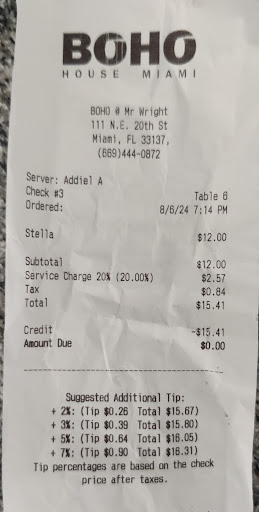 BOHO
HOUSE MIAMI
BOHO @ Mr Wright
111 N.E. 20th St
Miami, FL 33137,
(669)444-0872
Server: Addiel A
Check #3 Table 6
Ordered: 8/6/24 7:14 PM
Stella $12.00
Subtotal $12.00
Service Charge 20% (20.00%) $2.57
Tax $0.84
Total $15.41
Credit -$15.41
Amount Due $0.00
Suggested Additional Tip:
+ 2%: (Tip $0.26 Total $15.67)
+ 3%: (Tip $0.39 Total $15.80)
+ 5%: (Tip $0.64 Total $16.05)
+ 7%: (Tip $0.90 Total $16.31)
Tip percentages are based on the check
price after taxes.